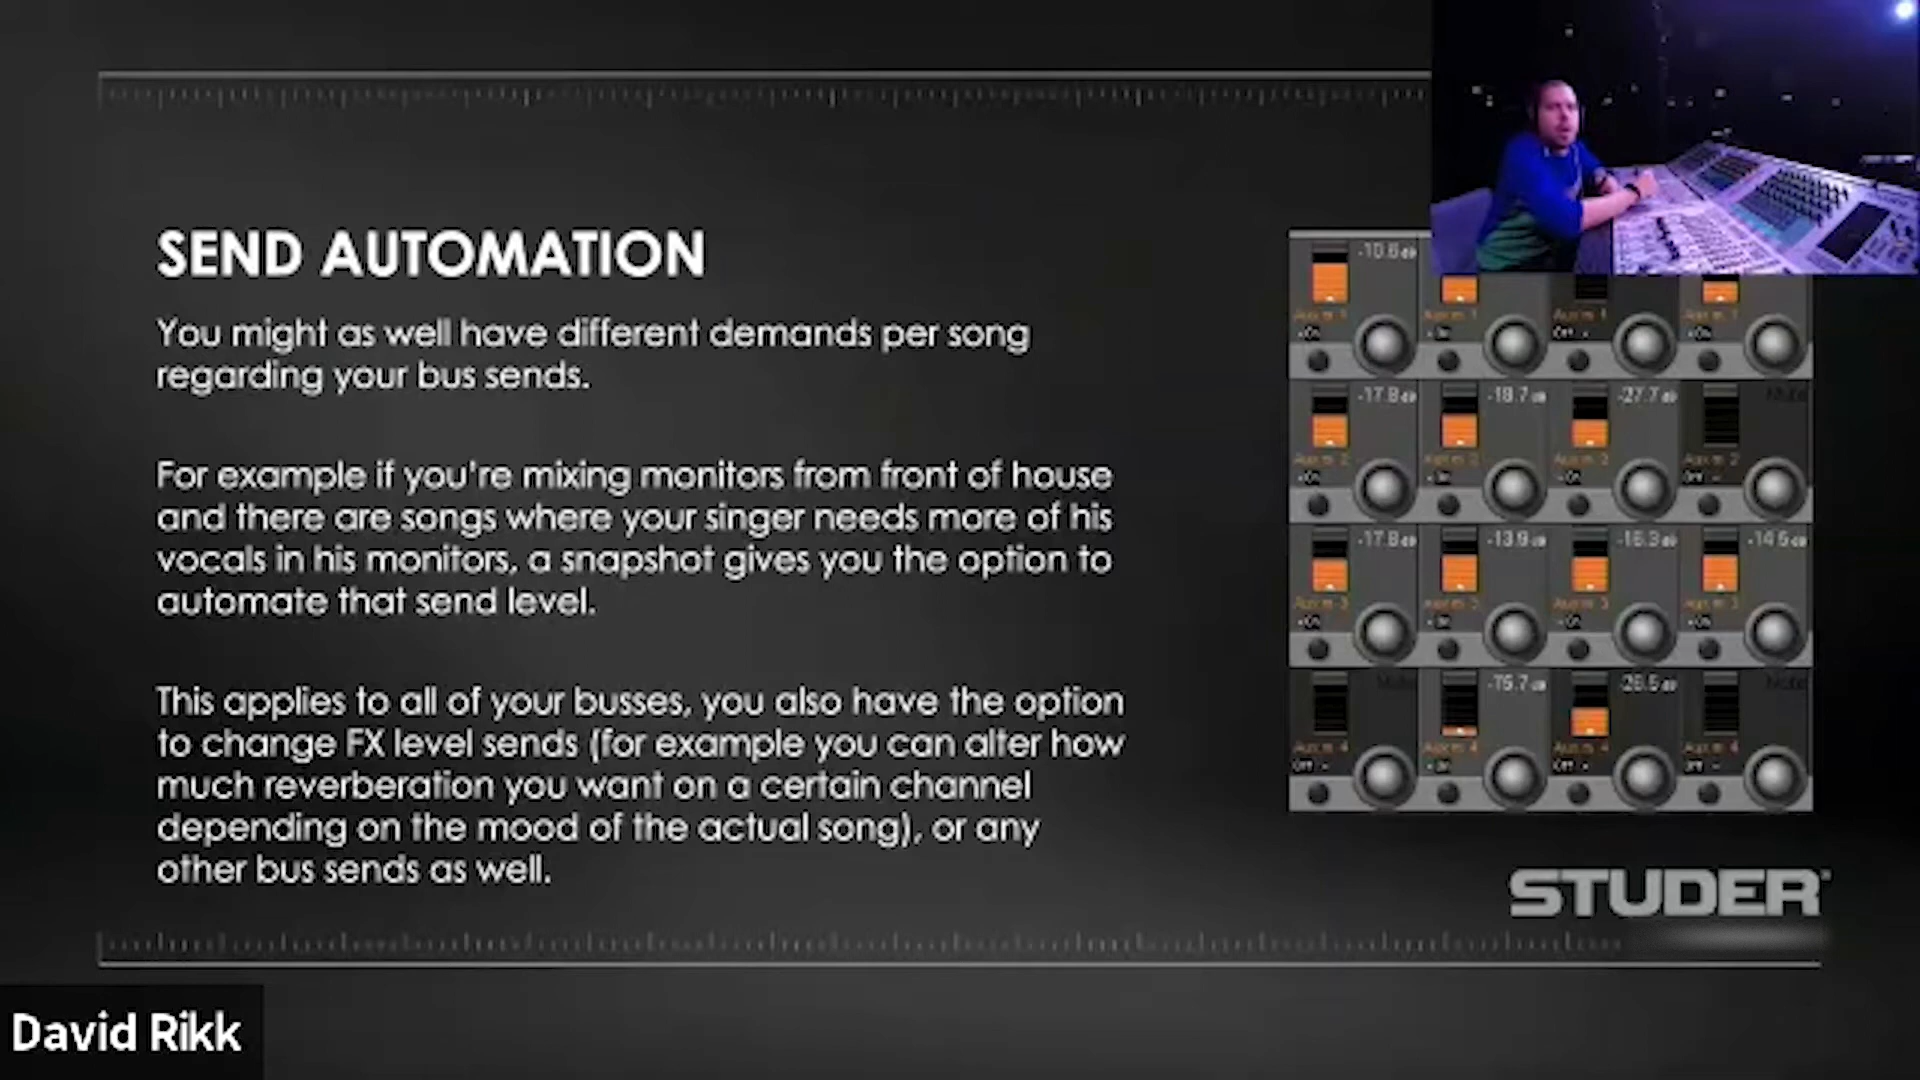 SEND AUTOMATION
You might as well have different demands per song
regarding your bus sends.
For example if you're mixing monitors from front of house
and there are songs where your singer needs more of his
vocals in his monitors, a snapshot gives you the option to
automate that send level.
This applies to all of your busses, you also have the option
to change FX level sends (for example you can alter how
much reverberation you want on a certain channel
depending on the mood of the actual song), or any
other bus sends as well.
-10.6
-17.8 -18.7 -27.7
-17.8 -13.9 -16.3 -14.5
-75.7
STUDER
David Rikk